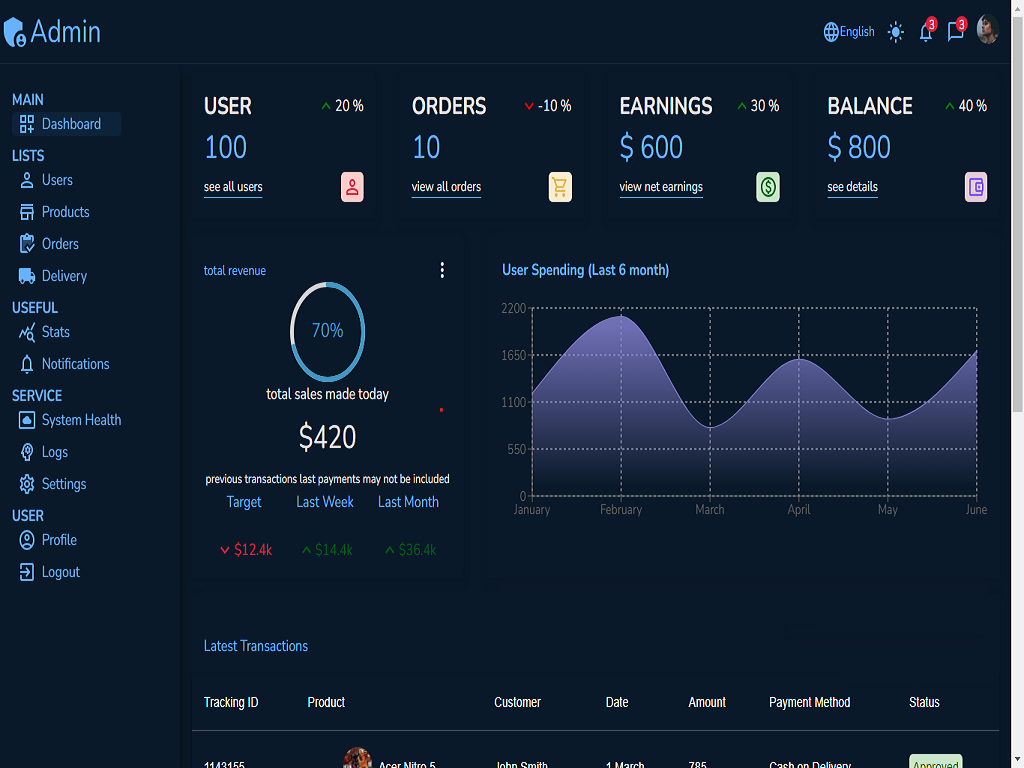 Admin
English
3
3
MAIN
Dashboard
LISTS
Users
Products
Orders
Delivery
USEFUL
Stats
Notifications
SERVICE
System Health
Logs
Settings
USER
Profile
Logout
USER 20 %
100
see all users
ORDERS -10 %
10
view all orders
EARNINGS 30 %
$ 600
view net earnings
BALANCE 40 %
$ 800
see details
total revenue
70%
total sales made today
$420
previous transactions last payments may not be included
Target Last Week Last Month
$12.4k $14.4k $36.4k
User Spending (Last 6 month)
2200
1650
1100
550
0
January February March April May June
Latest Transactions
Tracking ID Product Customer Date Amount Payment Method Status
1143155 Acer Nitro 5 John Smith 1 March 785 Cash on Delivery Approved